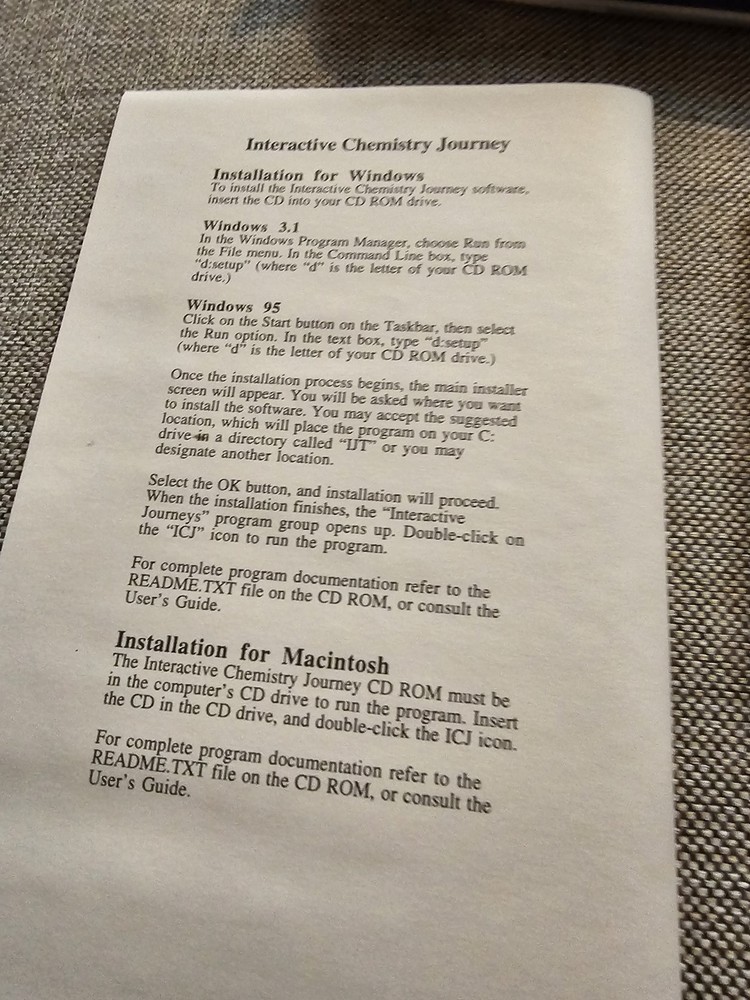 Interactive Chemistry Journey
Installation for Windows
To install the Interactive Chemistry Journey software,
insert the CD into your CD ROM drive.
Windows 3.1
In the Windows Program Manager, choose Run from
the File menu. In the Command Line box, type
"d:setup" (where "d" is the letter of your CD ROM
drive.)
Windows 95
Click on the Start button on the Taskbar, then select
the Run option. In the text box, type "d:setup"
(where "d" is the letter of your CD ROM drive.)
Once the installation process begins, the main installer
screen will appear. You will be asked where you want
to install the software. You may accept the suggested
location, which will place the program on your C:
drive in a directory called "IJT" or you may
designate another location.
Select the OK button, and installation will proceed.
When the installation finishes, the "Interactive
Journeys" program group opens up. Double-click on
the "ICJ" icon to run the program.
For complete program documentation refer to the
README.TXT file on the CD ROM, or consult the
User's Guide.
Installation for Macintosh
The Interactive Chemistry Journey CD ROM must be
in the computer's CD drive to run the program. Insert
the CD in the CD drive, and double-click the ICJ icon.
For complete program documentation refer to the
README.TXT file on the CD ROM, or consult the
User's Guide.